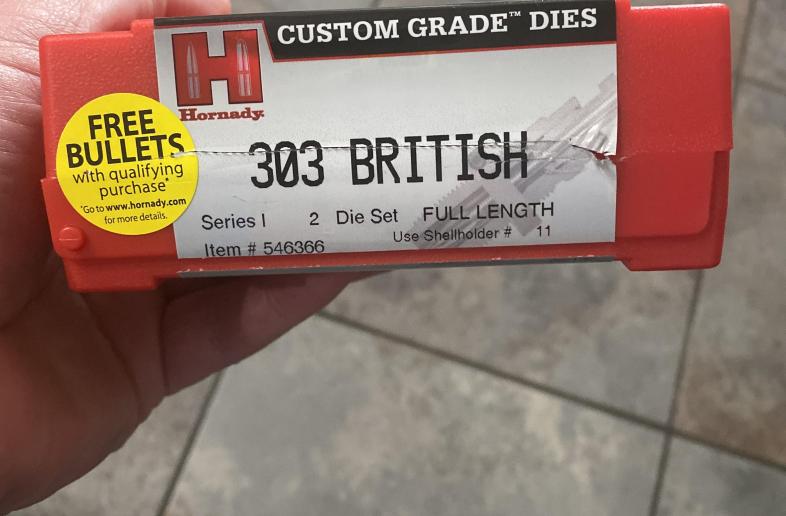 CUSTOM GRADE™ DIES
H
Hornady
FREE
BULLETS
with qualifying
purchase*
*Go to www.hornady.com
for more details.
303 BRITISH
Series I 2 Die Set FULL LENGTH
Item # 546366 Use Shellholder # 11